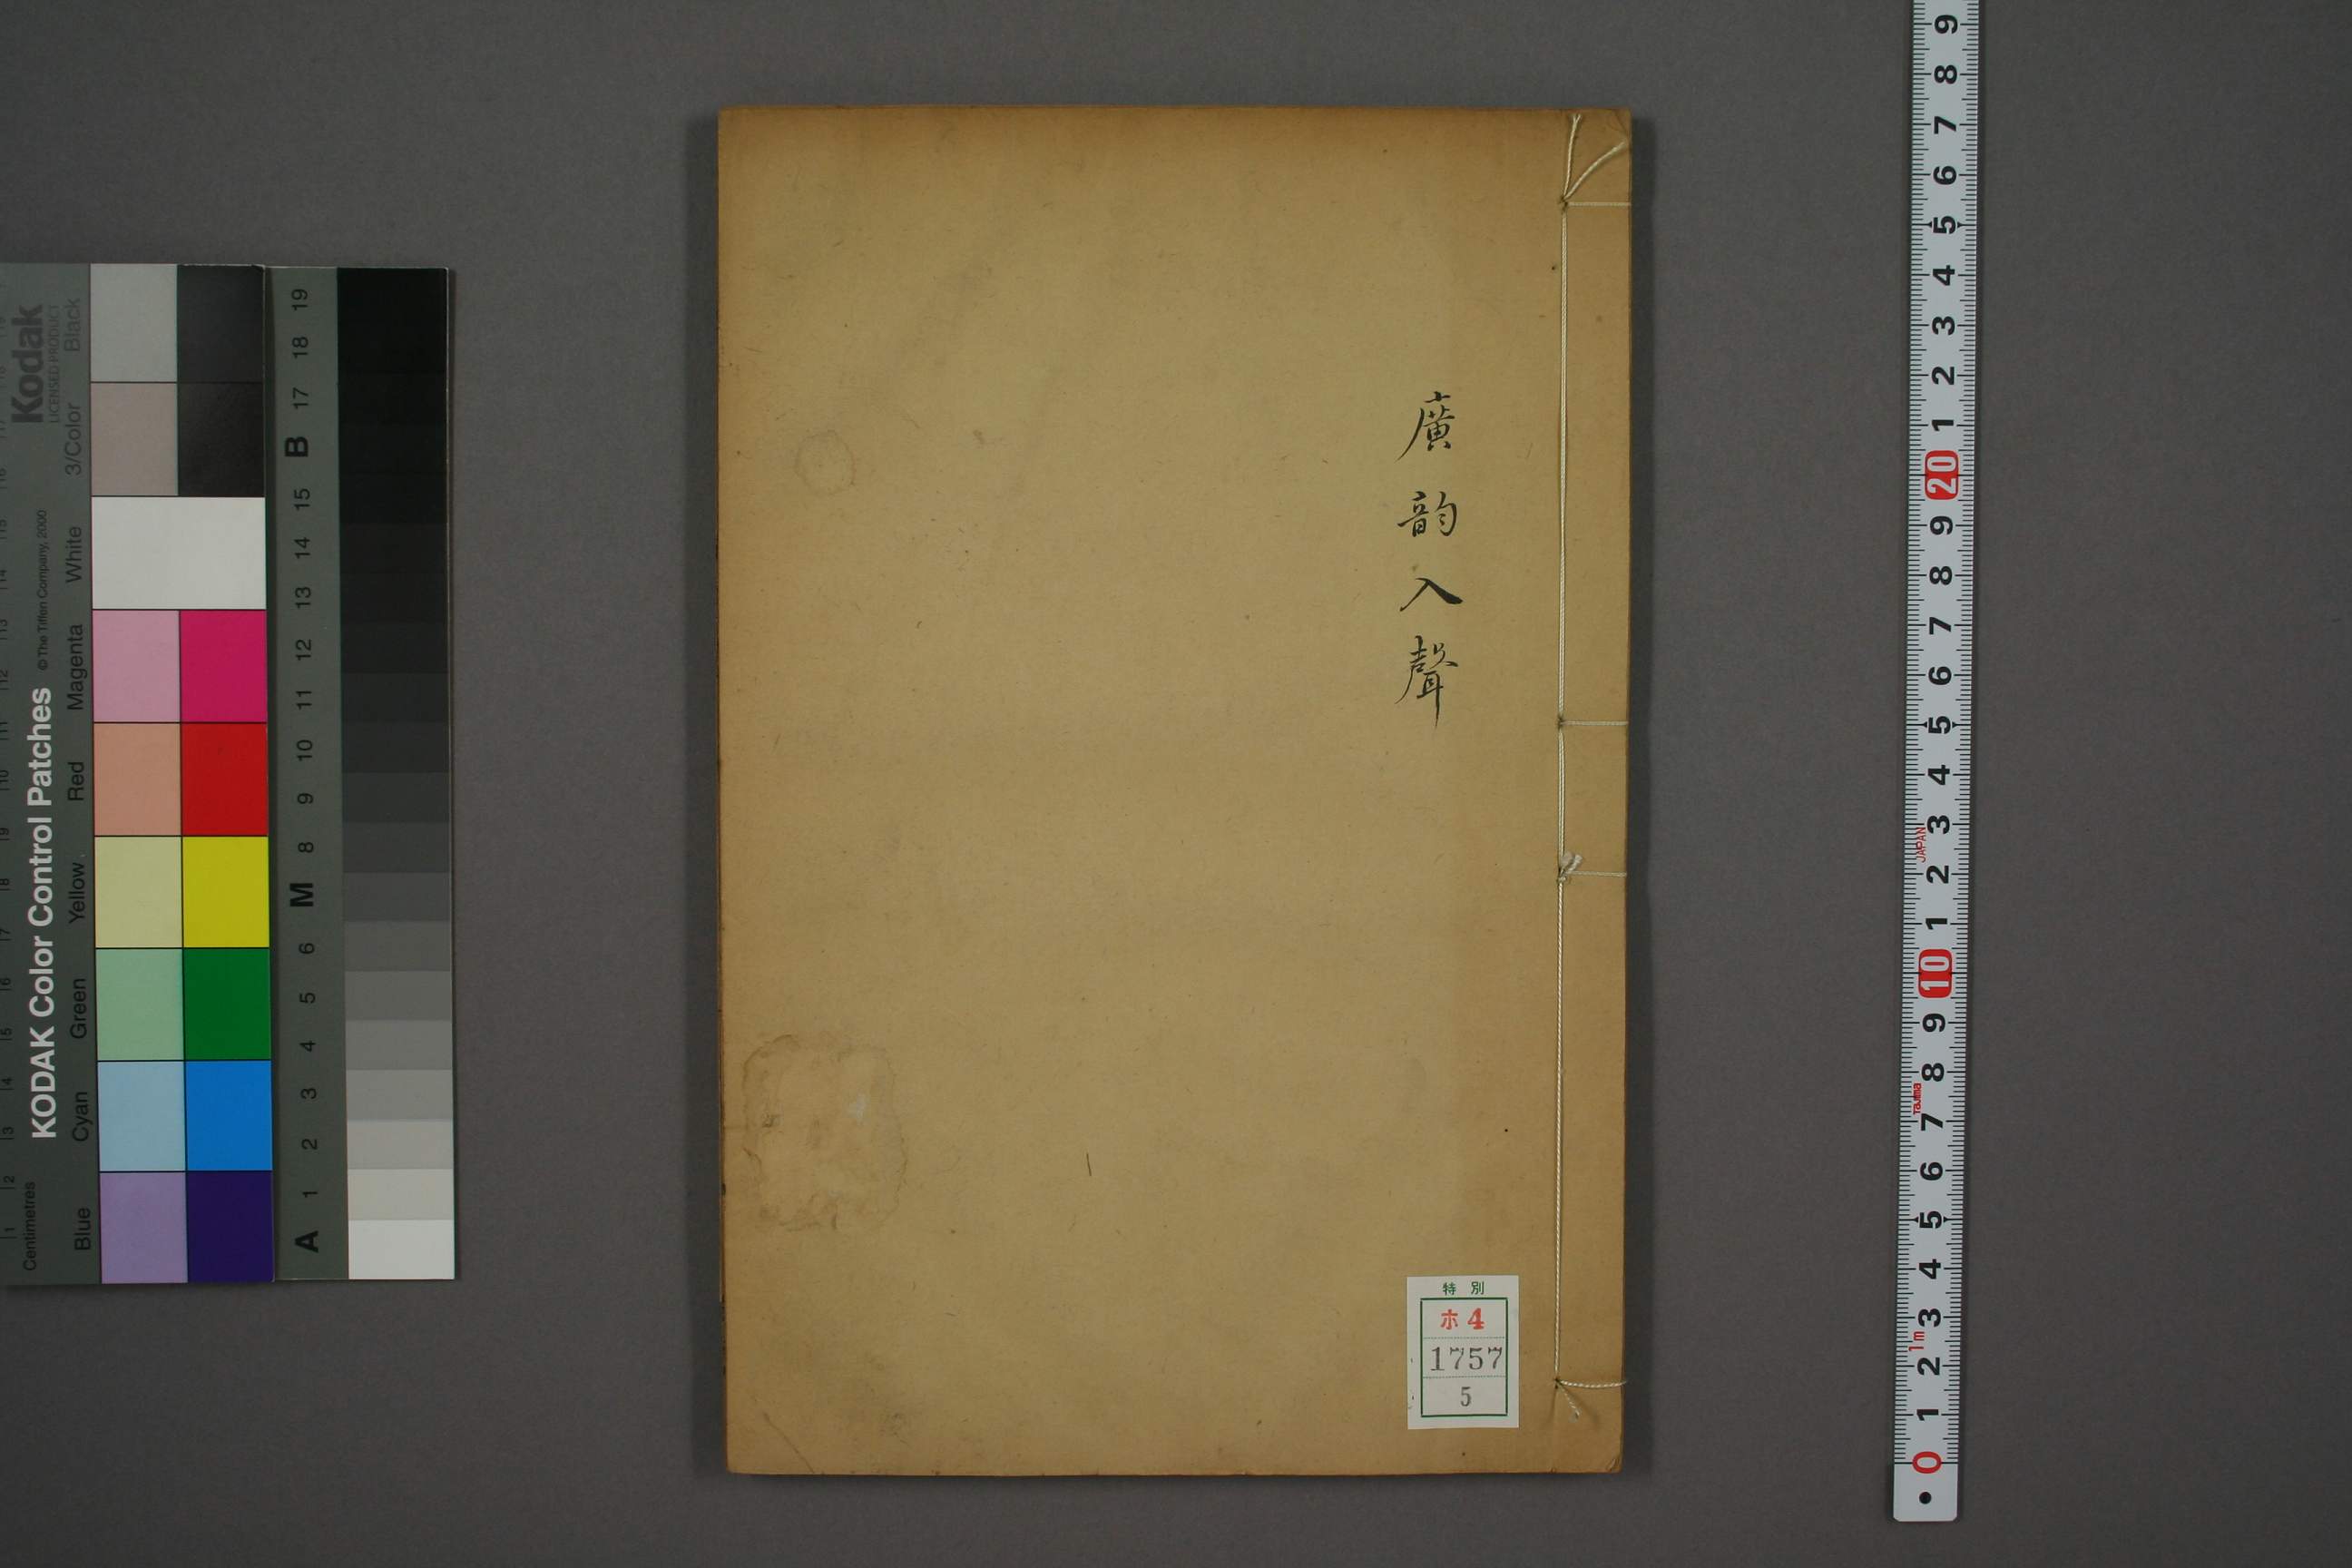 廣韵入聲
特別
ホ4
1757
5
KODAK Color Control Patches
© The Tiffen Company, 2000
Kodak
LICENSED PRODUCT
Centimetres
Blue
Cyan
Green
Yellow
Red
Magenta
White
3/Color
Black
A 1 2 3 4 5 6 M 8 9 10 11 12 13 14 15 B 17 18 19
0 1 2 3 4 5 6 7 8 9 10 1 2 3 4 5 6 7 8 9 20 1 2 3 4 5 6 7 8 9
1m
Tajima
JAPAN